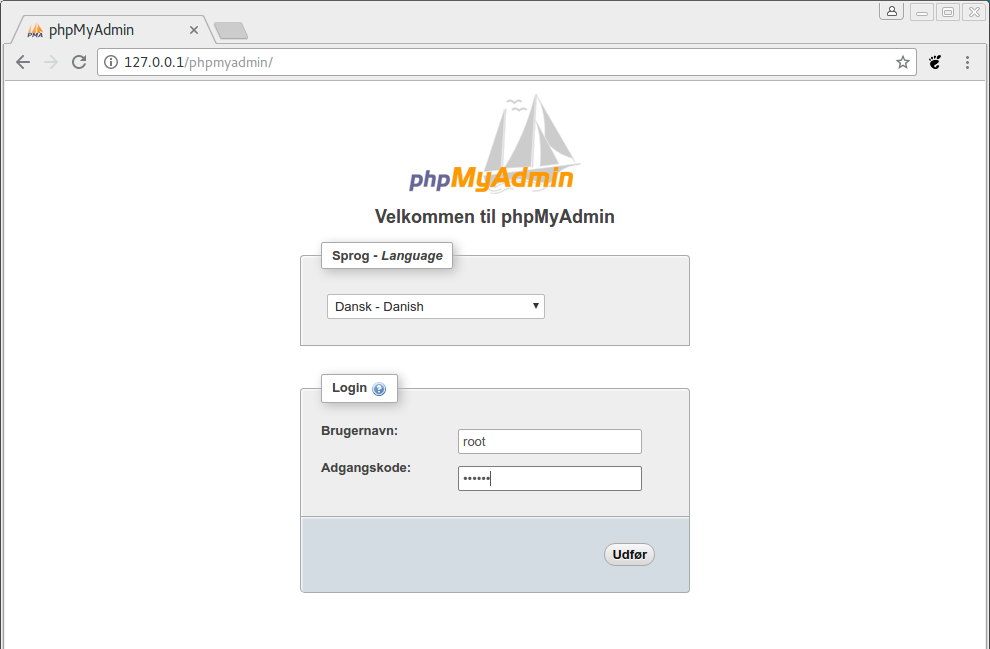 phpMyAdmin
127.0.0.1/phpmyadmin/
phpMyAdmin
Velkommen til phpMyAdmin
Sprog - Language
Dansk - Danish
Login
Brugernavn:
root
Adgangskode:
••••••
Udfør